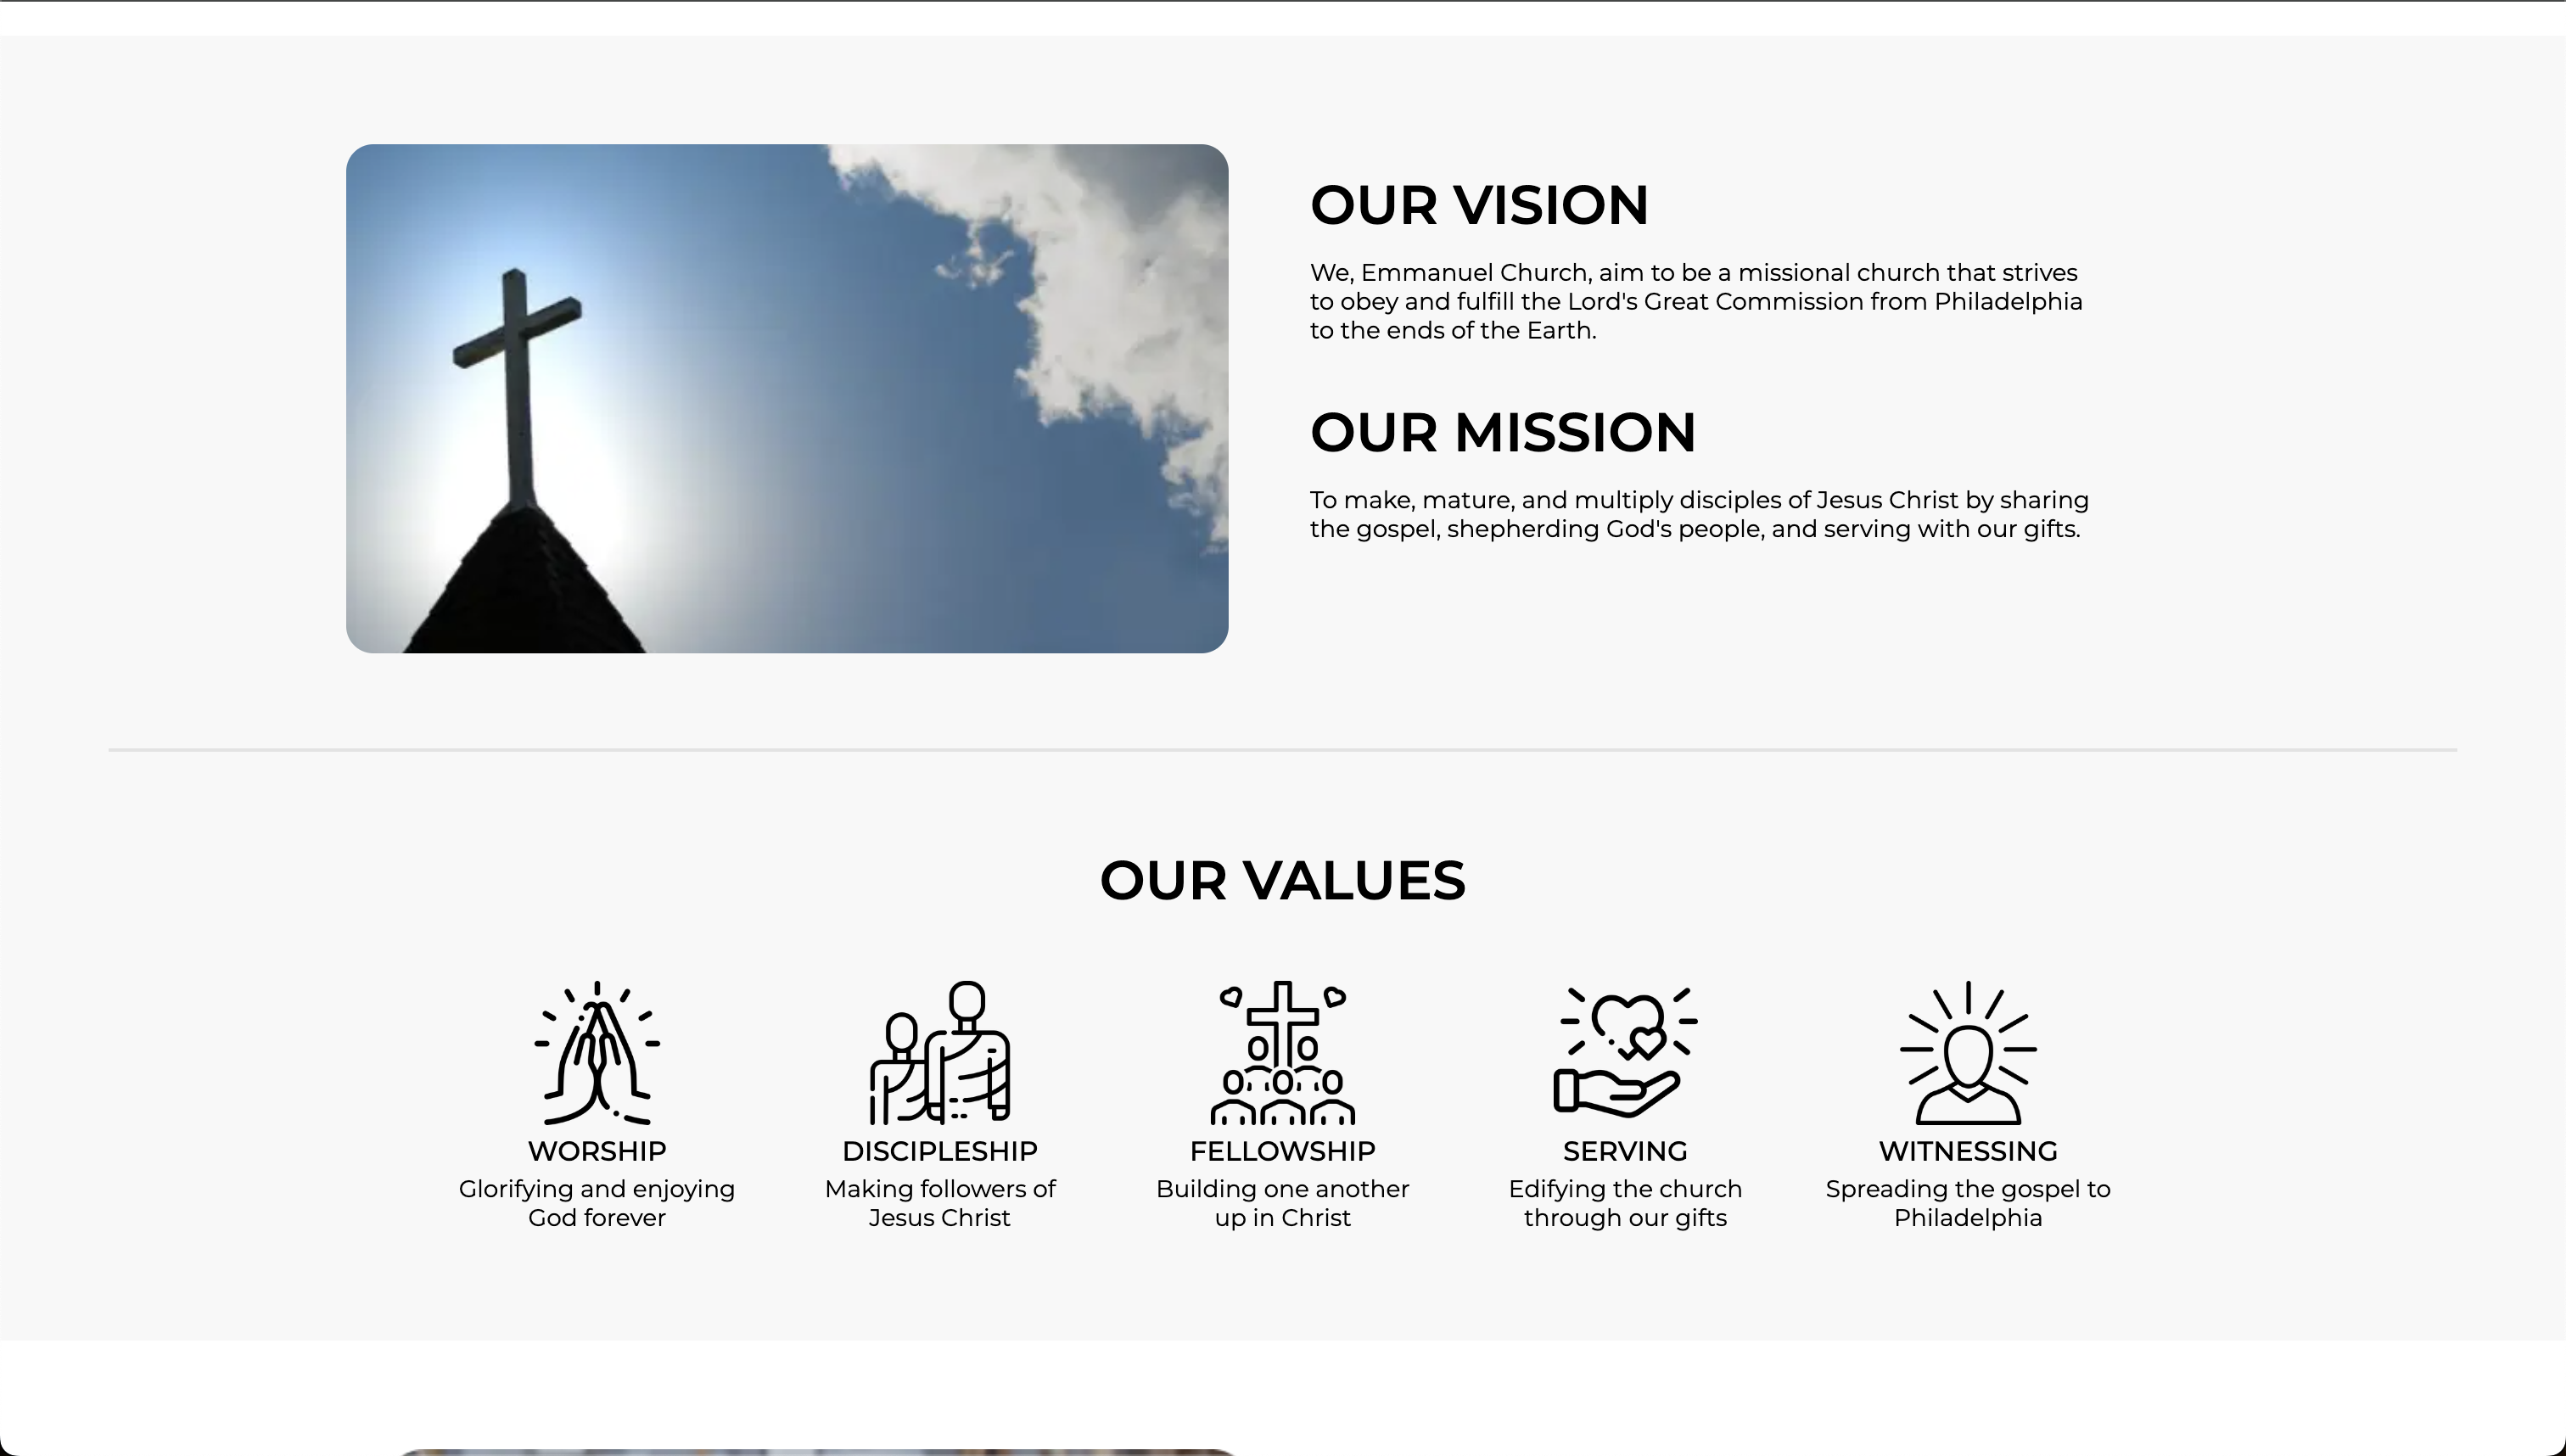 OUR VISION
We, Emmanuel Church, aim to be a missional church that strives
to obey and fulfill the Lord's Great Commission from Philadelphia
to the ends of the Earth.
OUR MISSION
To make, mature, and multiply disciples of Jesus Christ by sharing
the gospel, shepherding God's people, and serving with our gifts.
OUR VALUES
WORSHIP
Glorifying and enjoying
God forever
DISCIPLESHIP
Making followers of
Jesus Christ
FELLOWSHIP
Building one another
up in Christ
SERVING
Edifying the church
through our gifts
WITNESSING
Spreading the gospel to
Philadelphia